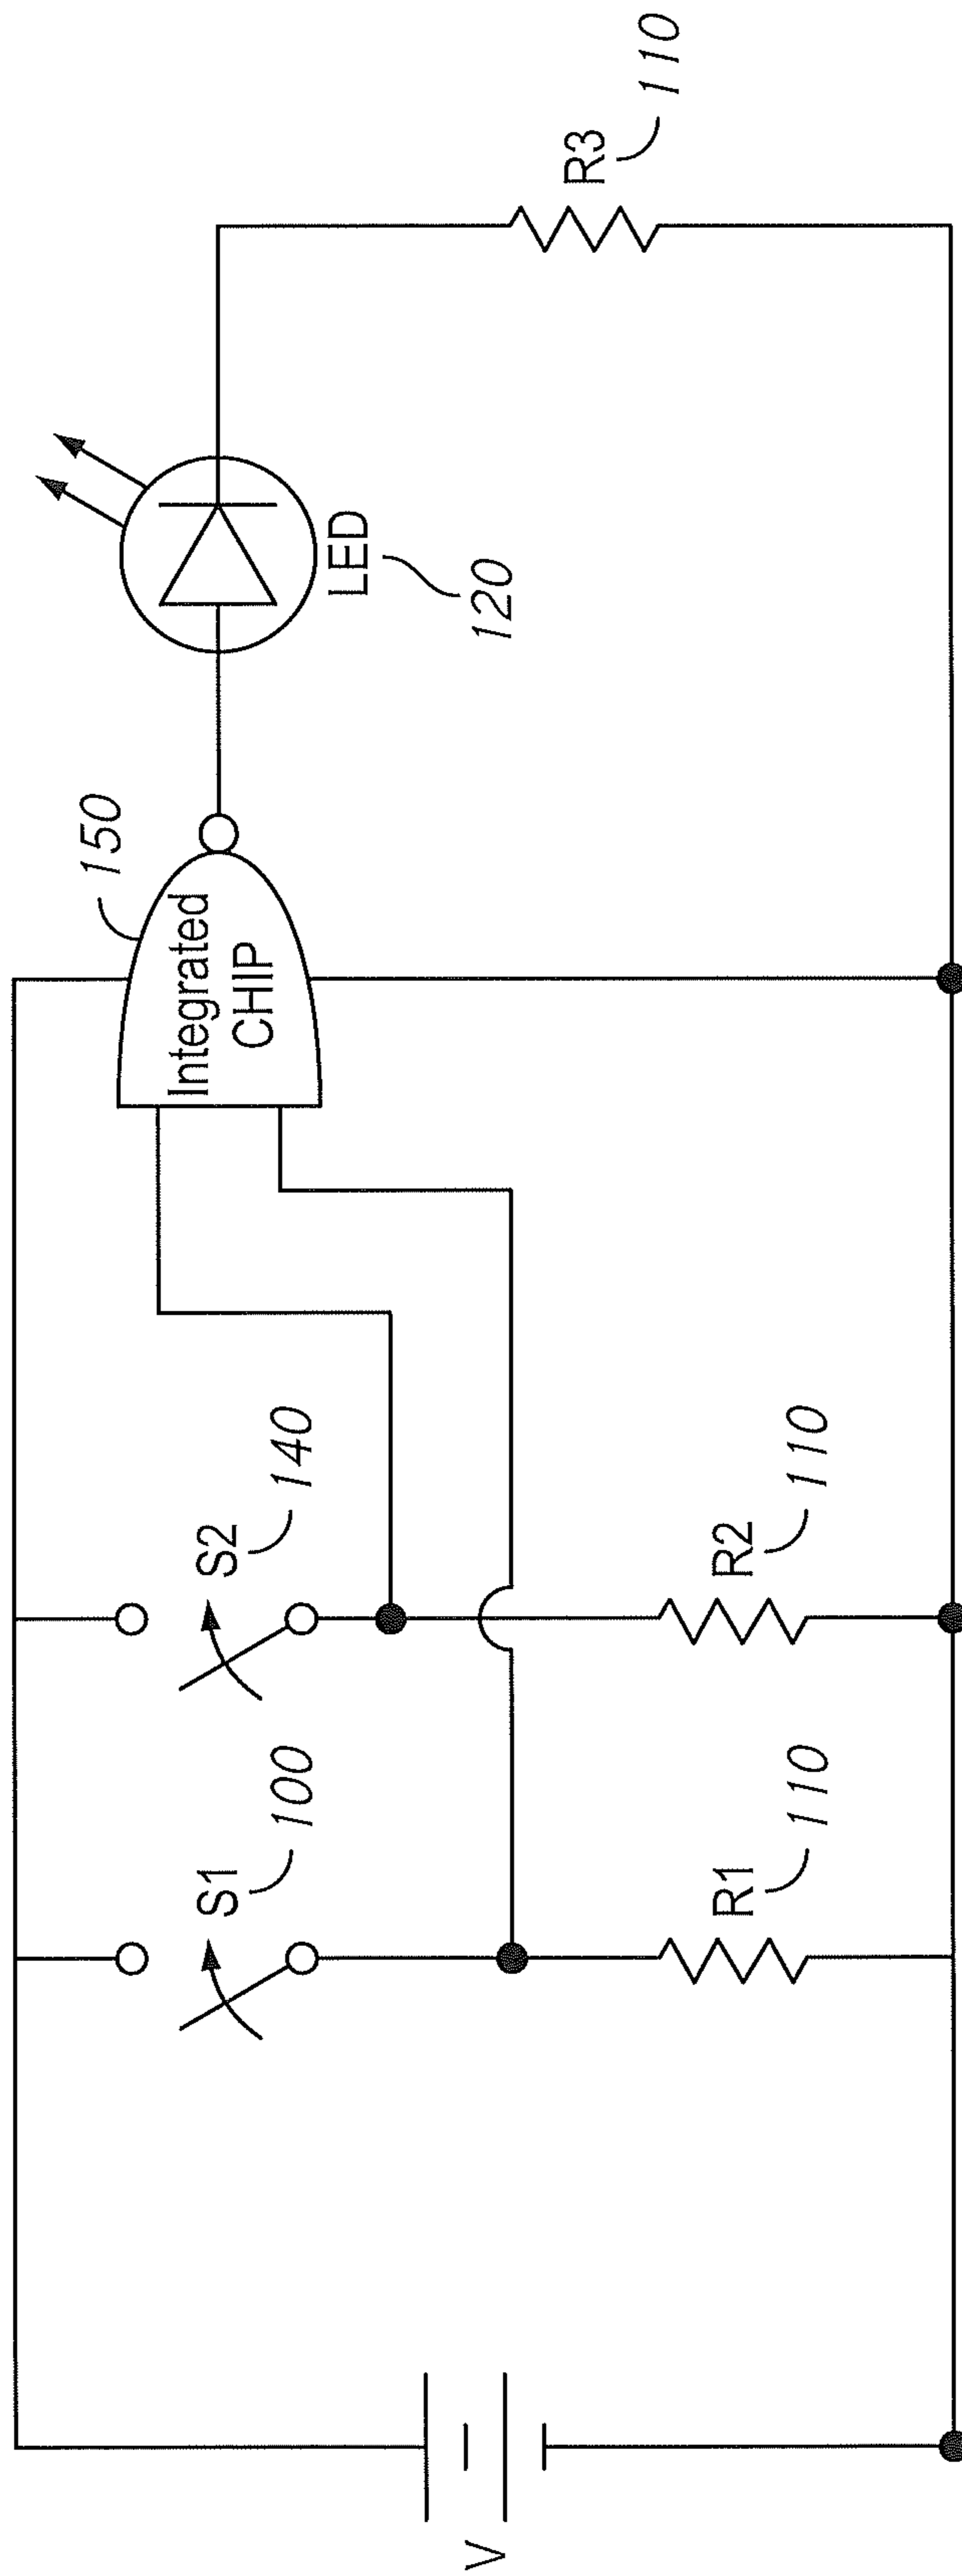 V
S1
100
S2
140
R1
110
R2
110
Integrated
CHIP
150
LED
120
R3
110